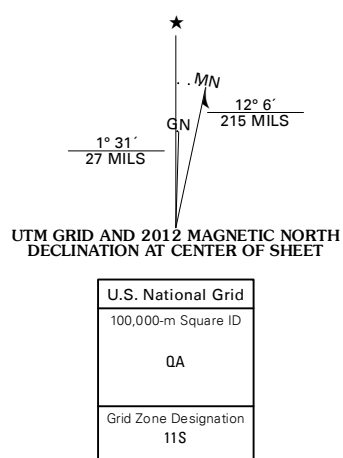 MN
GN
12° 6´
215 MILS
1° 31´
27 MILS
UTM GRID AND 2012 MAGNETIC NORTH
DECLINATION AT CENTER OF SHEET
U.S. National Grid
100,000-m Square ID
QA
Grid Zone Designation
11S